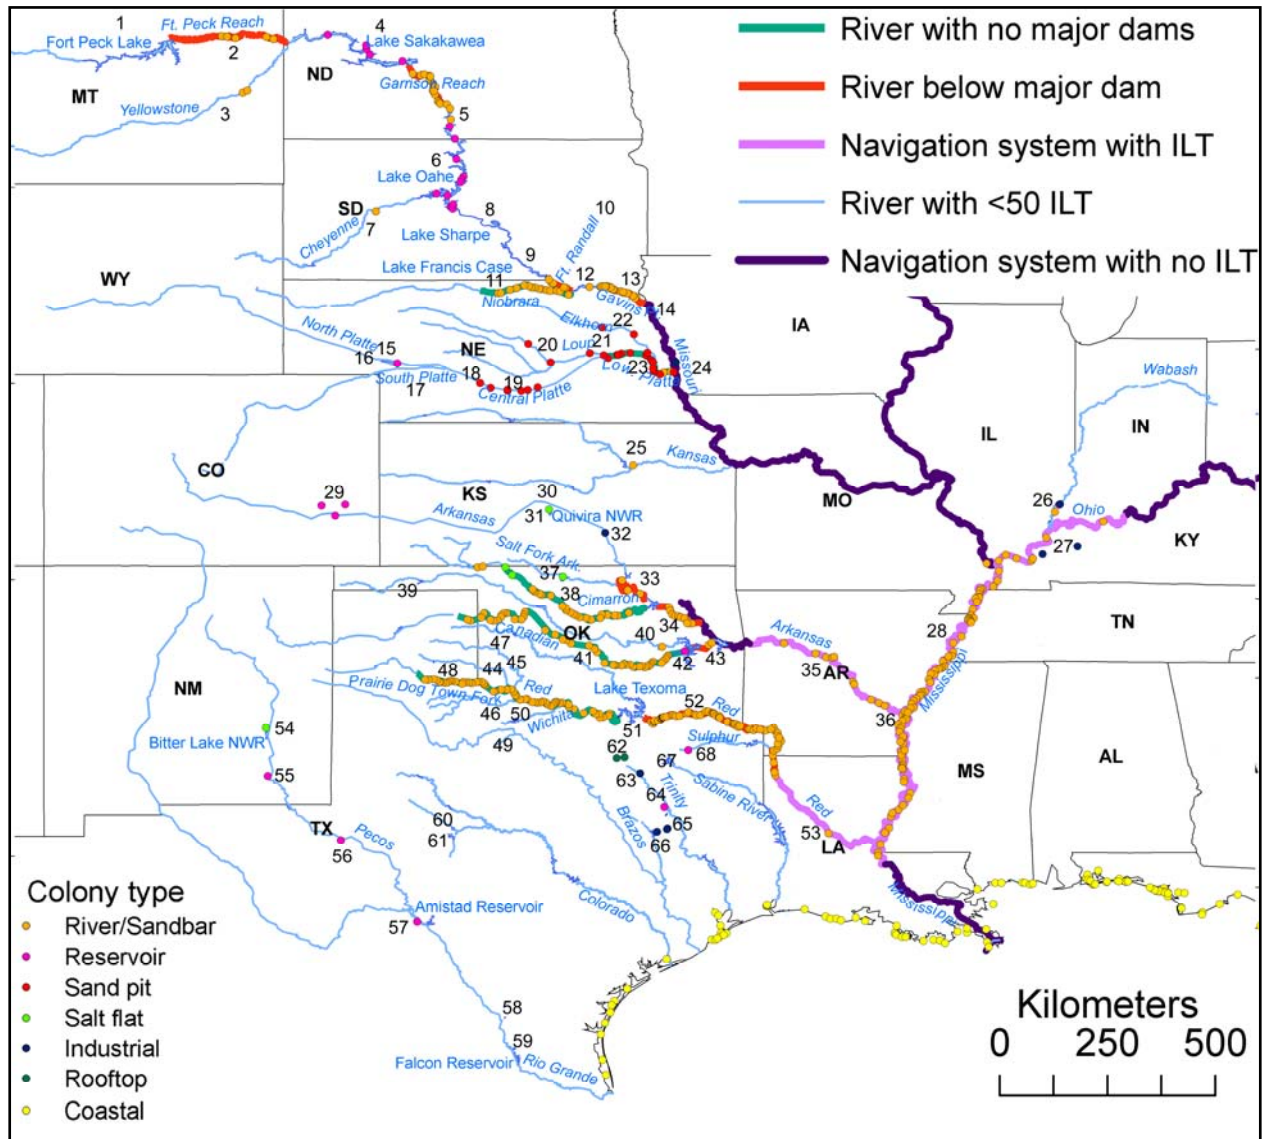 1
Ft. Peck Reach
4
River with no major dams
Fort Peck Lake
2
Lake Sakakawea
ND
Garrison Reach
River below major dam
MT
Yellowstone
3
5
Navigation system with ILT
6
Lake Oahe
River with <50 ILT
SD
7
Cheyenne
8
10
Lake Sharpe
Ft. Randall
9
Navigation system with no ILT
WY
Lake Francis Case
11
12
13
Niobrara
14
North Platte
Elkhorn
22
IA
15
16
NE
20
Loup
21
Missouri
South Platte
17
18
19
Central Platte
23
24
Wabash
IL
IN
CO
25
Kansas
29
KS
30
MO
26
Arkansas
31
Quivira NWR
Ohio
32
27
KY
Salt Fork Ark.
37
33
39
38
Cimarron
34
OK
28
TN
47
Canadian
40
Arkansas
41
42
43
35
AR
48
44
45
Mississippi
NM
Prairie Dog Town Fork
Red
Lake Texoma
52
Red
36
46
50
Wichita
51
54
49
Sulphur
Bitter Lake NWR
62
67
68
MS
AL
55
63
Trinity
Sabine River
64
Red
TX
60
65
53
61
Brazos
66
LA
56
Pecos
Colony type
Colorado
Mississippi
River/Sandbar
57
Amistad Reservoir
Reservoir
Sand pit
58
Kilometers
Salt flat
59
0 250 500
Industrial
Falcon Reservoir
Rio Grande
Rooftop
Coastal